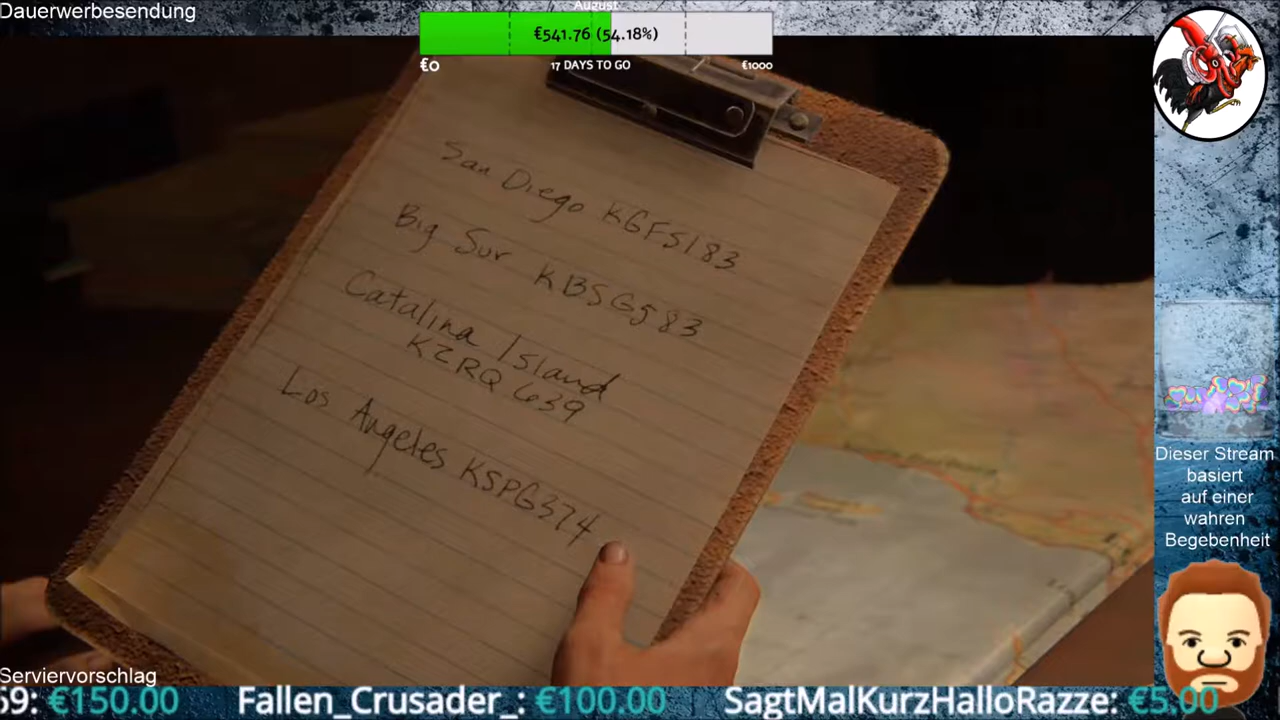 Dauerwerbesendung
August
€541.76 (54.18%)
€0
17 DAYS TO GO
€1000
San Diego KGFS183
Big Sur KBSG583
Catalina Island
KZRQ 639
Los Angeles KSPG374
Dieser Stream
basiert
auf einer
wahren
Begebenheit
Serviervorschlag
69: €150.00 Fallen_Crusader_: €100.00 SagtMalKurzHalloRazze: €5.00